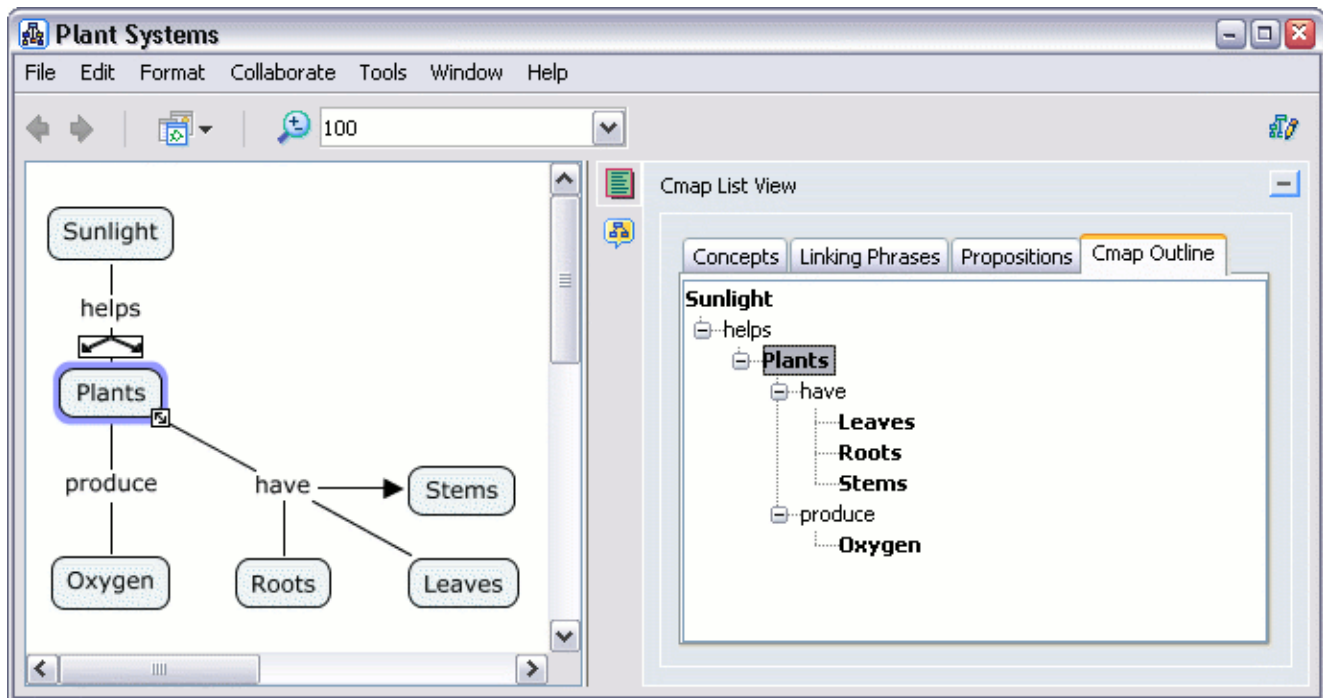 Plant Systems
File Edit Format Collaborate Tools Window Help
100
Sunlight
helps
Plants
produce
have
Stems
Oxygen
Roots
Leaves
Cmap List View
Concepts Linking Phrases Propositions Cmap Outline
Sunlight
helps
Plants
have
Leaves
Roots
Stems
produce
Oxygen